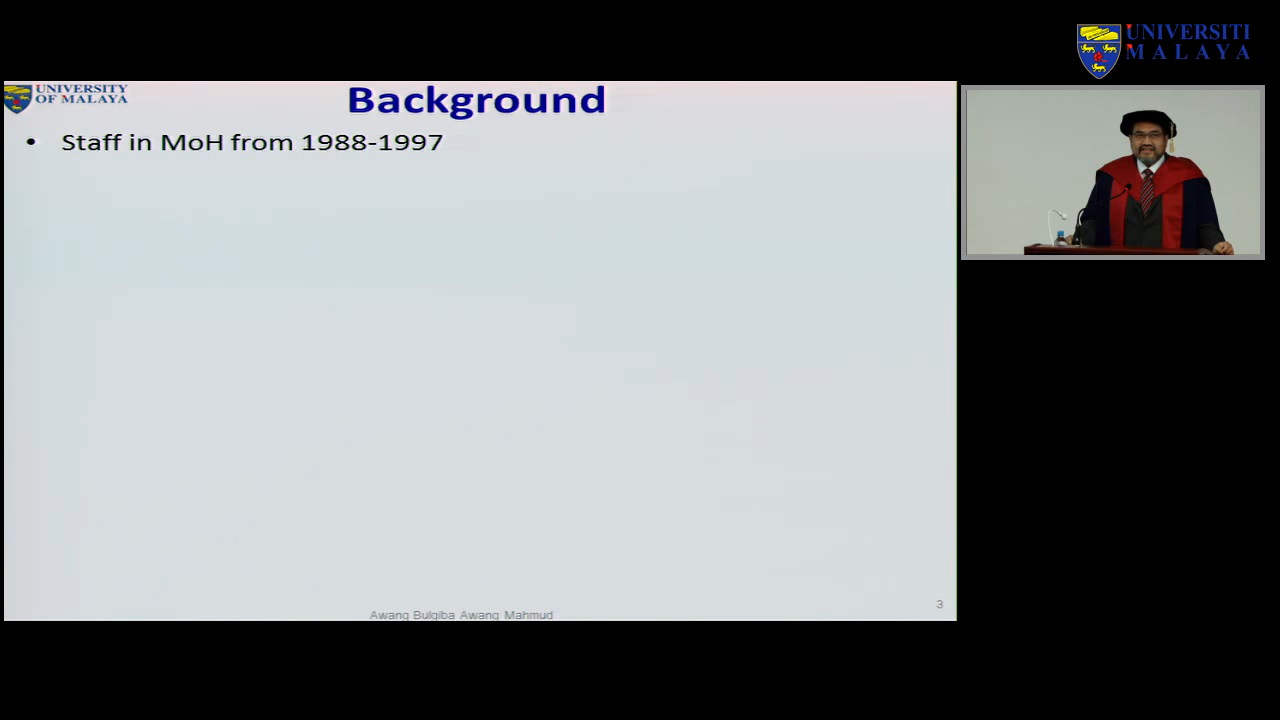 UNIVERSITI
MALAYA
UNIVERSITY
OF MALAYA
Background
• Staff in MoH from 1988-1997
3
Awang Bulgiba Awang Mahmud